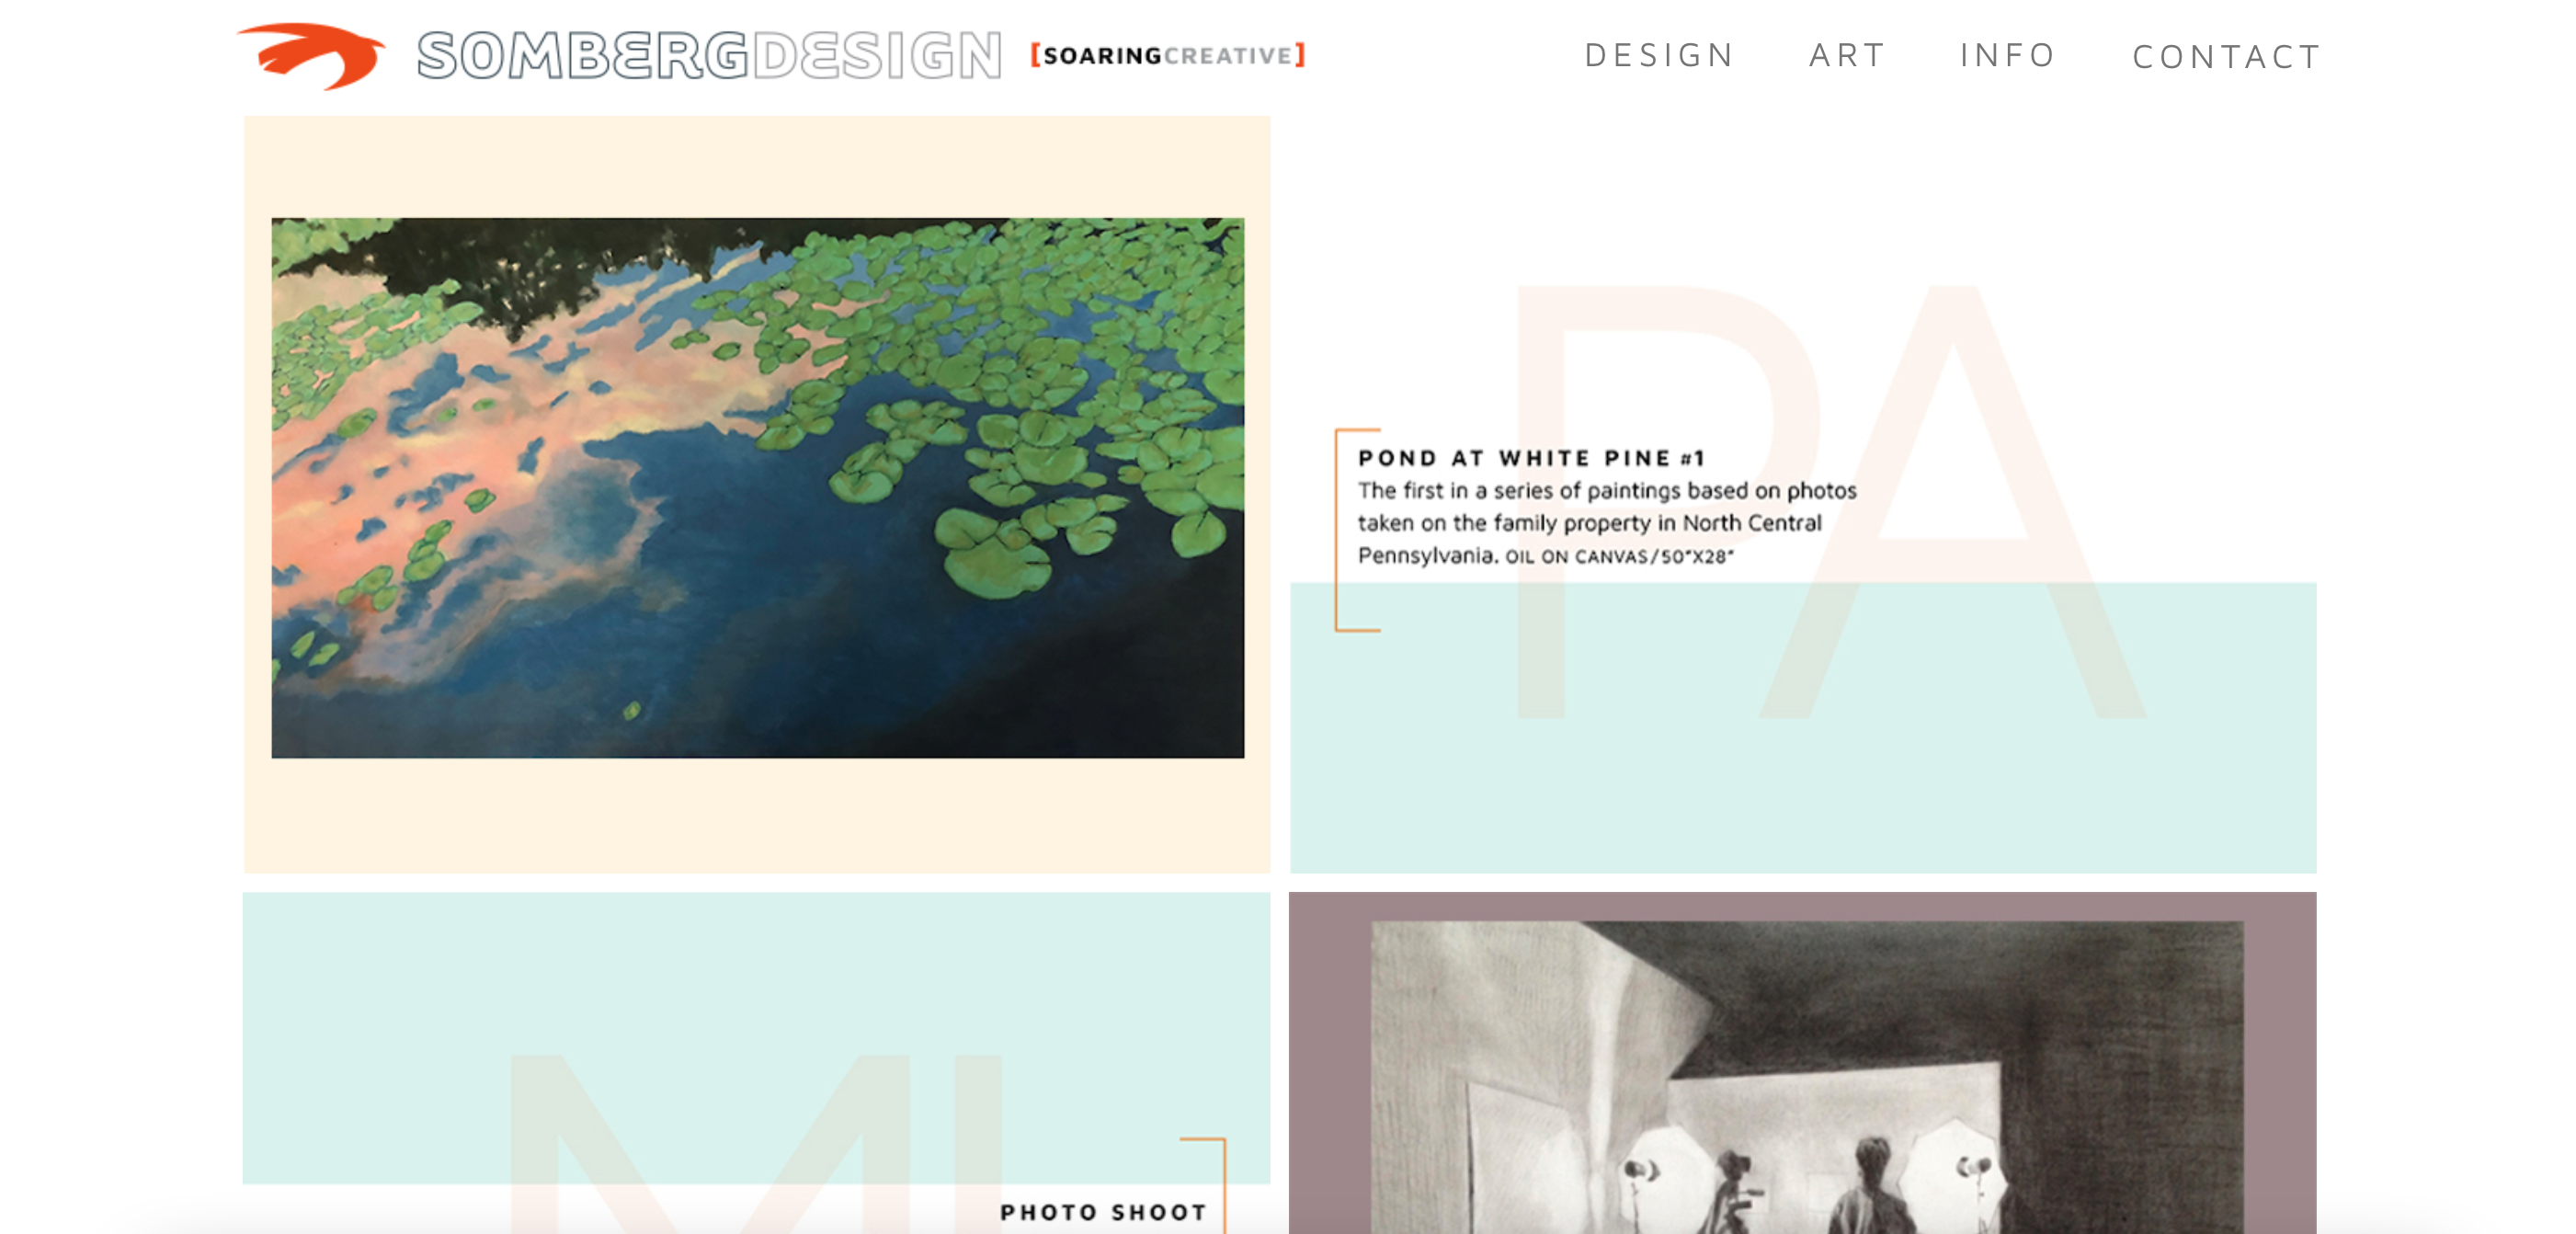 SOMBERGDESIGN [SOARINGCREATIVE] DESIGN ART INFO CONTACT
PA
POND AT WHITE PINE #1
The first in a series of paintings based on photos
taken on the family property in North Central
Pennsylvania. OIL ON CANVAS/50"X28"
MI
PHOTO SHOOT